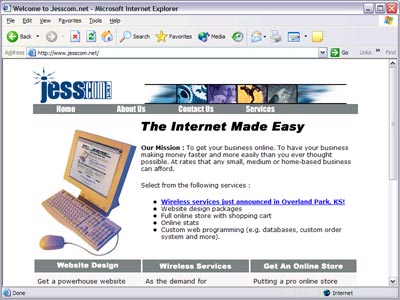 Welcome to Jesscom.net - Microsoft Internet Explorer
File Edit View Favorites Tools Help
Back Search Favorites Media
Address http://www.jesscom.net/ Go Links
jesscom
Home About Us Contact Us Services
The Internet Made Easy
Our Mission : To get your business online. To have your business
making money faster and more easily than you ever thought
possible. At rates that any small, medium or home-based business
can afford.
Select from the following services :
Wireless services just announced in Overland Park, KS!
Website design packages
Full online store with shopping cart
Online stats
Custom web programming (e.g. databases, custom
order system and more).
Website Design Wireless Services Get An Online Store
Get a powerhouse website As the demand for Putting a pro online store
Done Internet